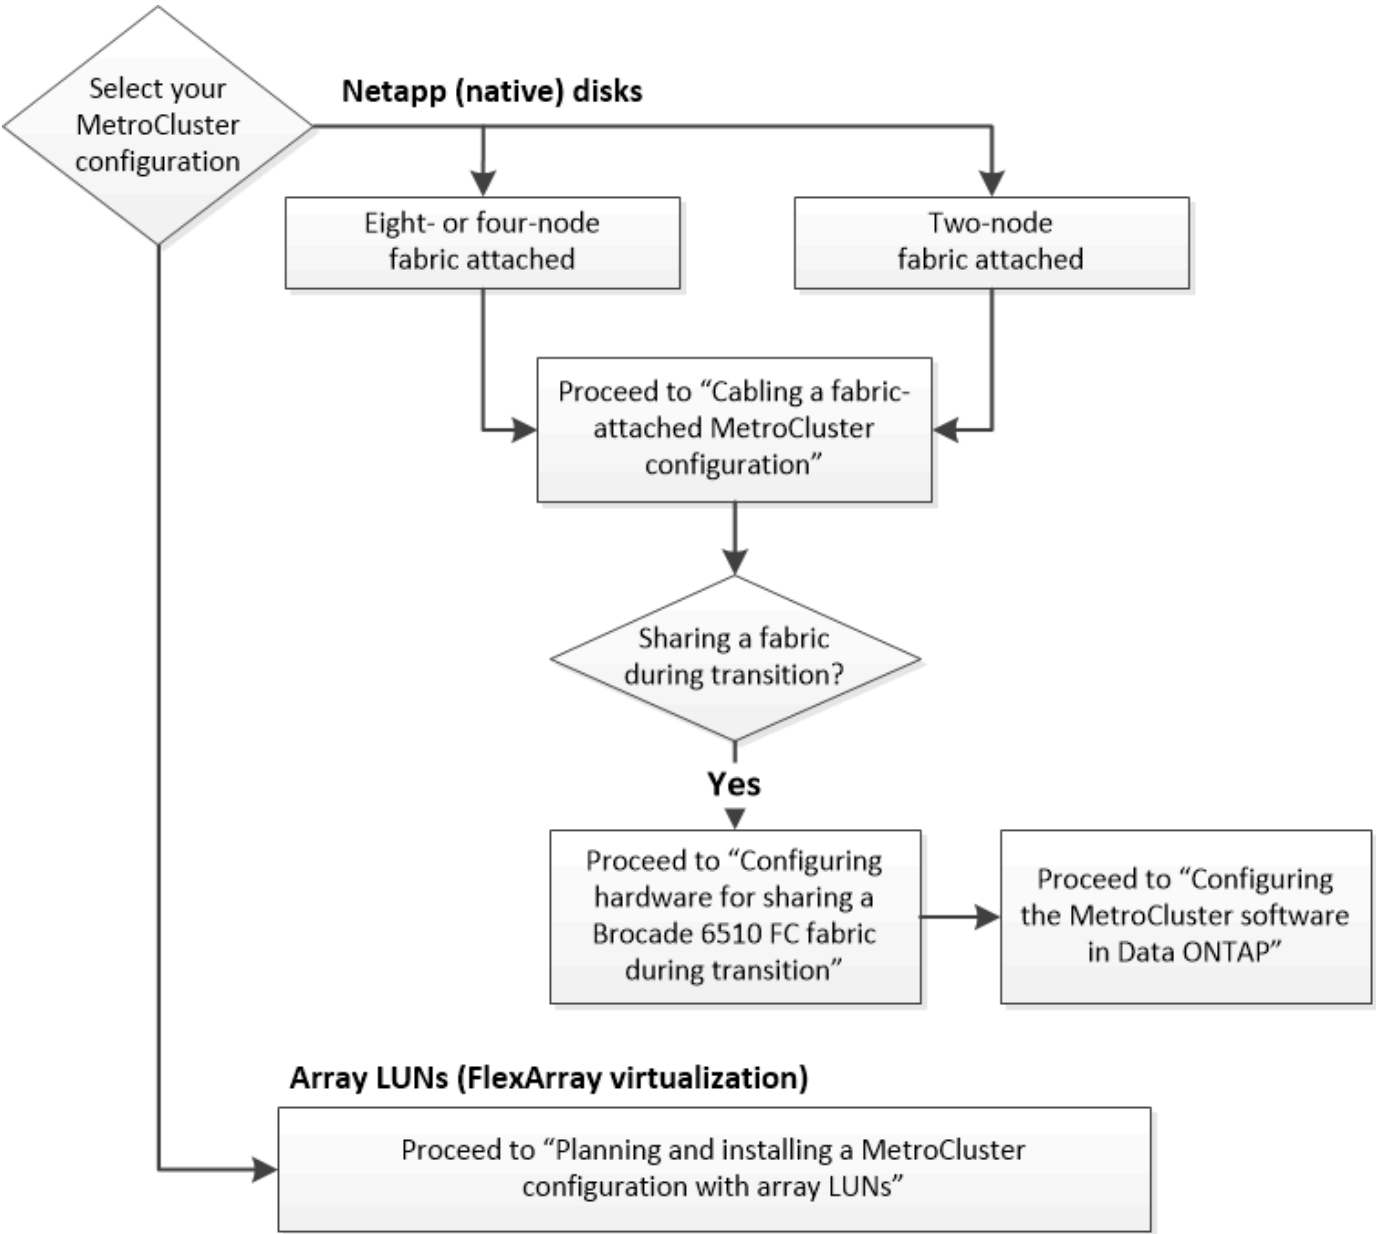 Select your
MetroCluster
configuration
Netapp (native) disks
Eight- or four-node
fabric attached
Two-node
fabric attached
Proceed to “Cabling a fabric-
attached MetroCluster
configuration”
Sharing a fabric
during transition?
Yes
Proceed to “Configuring
hardware for sharing a
Brocade 6510 FC fabric
during transition”
Proceed to “Configuring
the MetroCluster software
in Data ONTAP”
Array LUNs (FlexArray virtualization)
Proceed to “Planning and installing a MetroCluster
configuration with array LUNs”